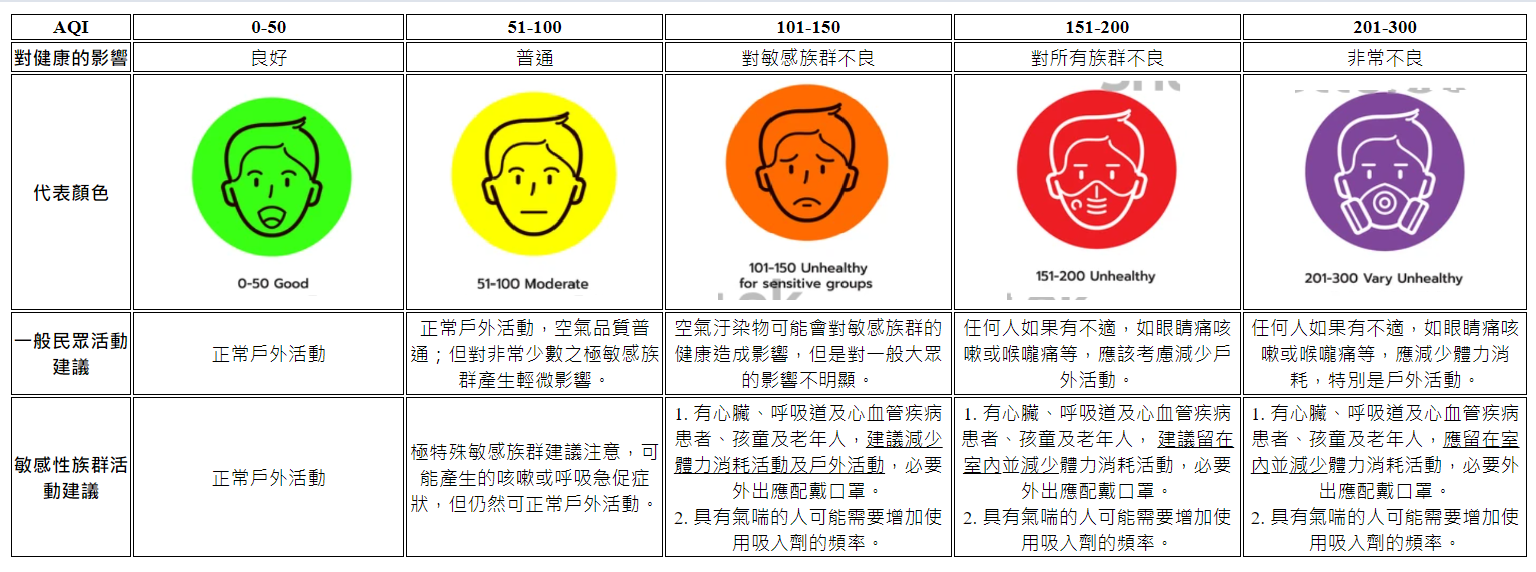 AQI 0-50 51-100 101-150 151-200 201-300
對健康的影響 良好 普通 對敏感族群不良 對所有族群不良 非常不良
代表顏色
0-50 Good
51-100 Moderate
101-150 Unhealthy
for sensitive groups
151-200 Unhealthy
201-300 Vary Unhealthy
一般民眾活動
建議
正常戶外活動
正常戶外活動，空氣品質普
通；但對非常少數之極敏感族
群產生輕微影響。
空氣汙染物可能會對敏感族群的
健康造成影響，但是對一般大眾
的影響不明顯。
任何人如果有不適，如眼睛痛咳
嗽或喉嚨痛等，應該考慮減少戶
外活動。
任何人如果有不適，如眼睛痛咳
嗽或喉嚨痛等，應減少體力消
耗，特別是戶外活動。
敏感性族群活
動建議
正常戶外活動
極特殊敏感族群建議注意，可
能產生的咳嗽或呼吸急促症
狀，但仍然可正常戶外活動。
1. 有心臟、呼吸道及心血管疾病
患者、孩童及老年人，建議減少
體力消耗活動及戶外活動，必要
外出應配戴口罩。
2. 具有氣喘的人可能需要增加使
用吸入劑的頻率。
1. 有心臟、呼吸道及心血管疾病
患者、孩童及老年人， 建議留在
室內並減少體力消耗活動，必要
外出應配戴口罩。
2. 具有氣喘的人可能需要增加使
用吸入劑的頻率。
1. 有心臟、呼吸道及心血管疾病
患者、孩童及老年人，應留在室
內並減少體力消耗活動，必要外
出應配戴口罩。
2. 具有氣喘的人可能需要增加使
用吸入劑的頻率。